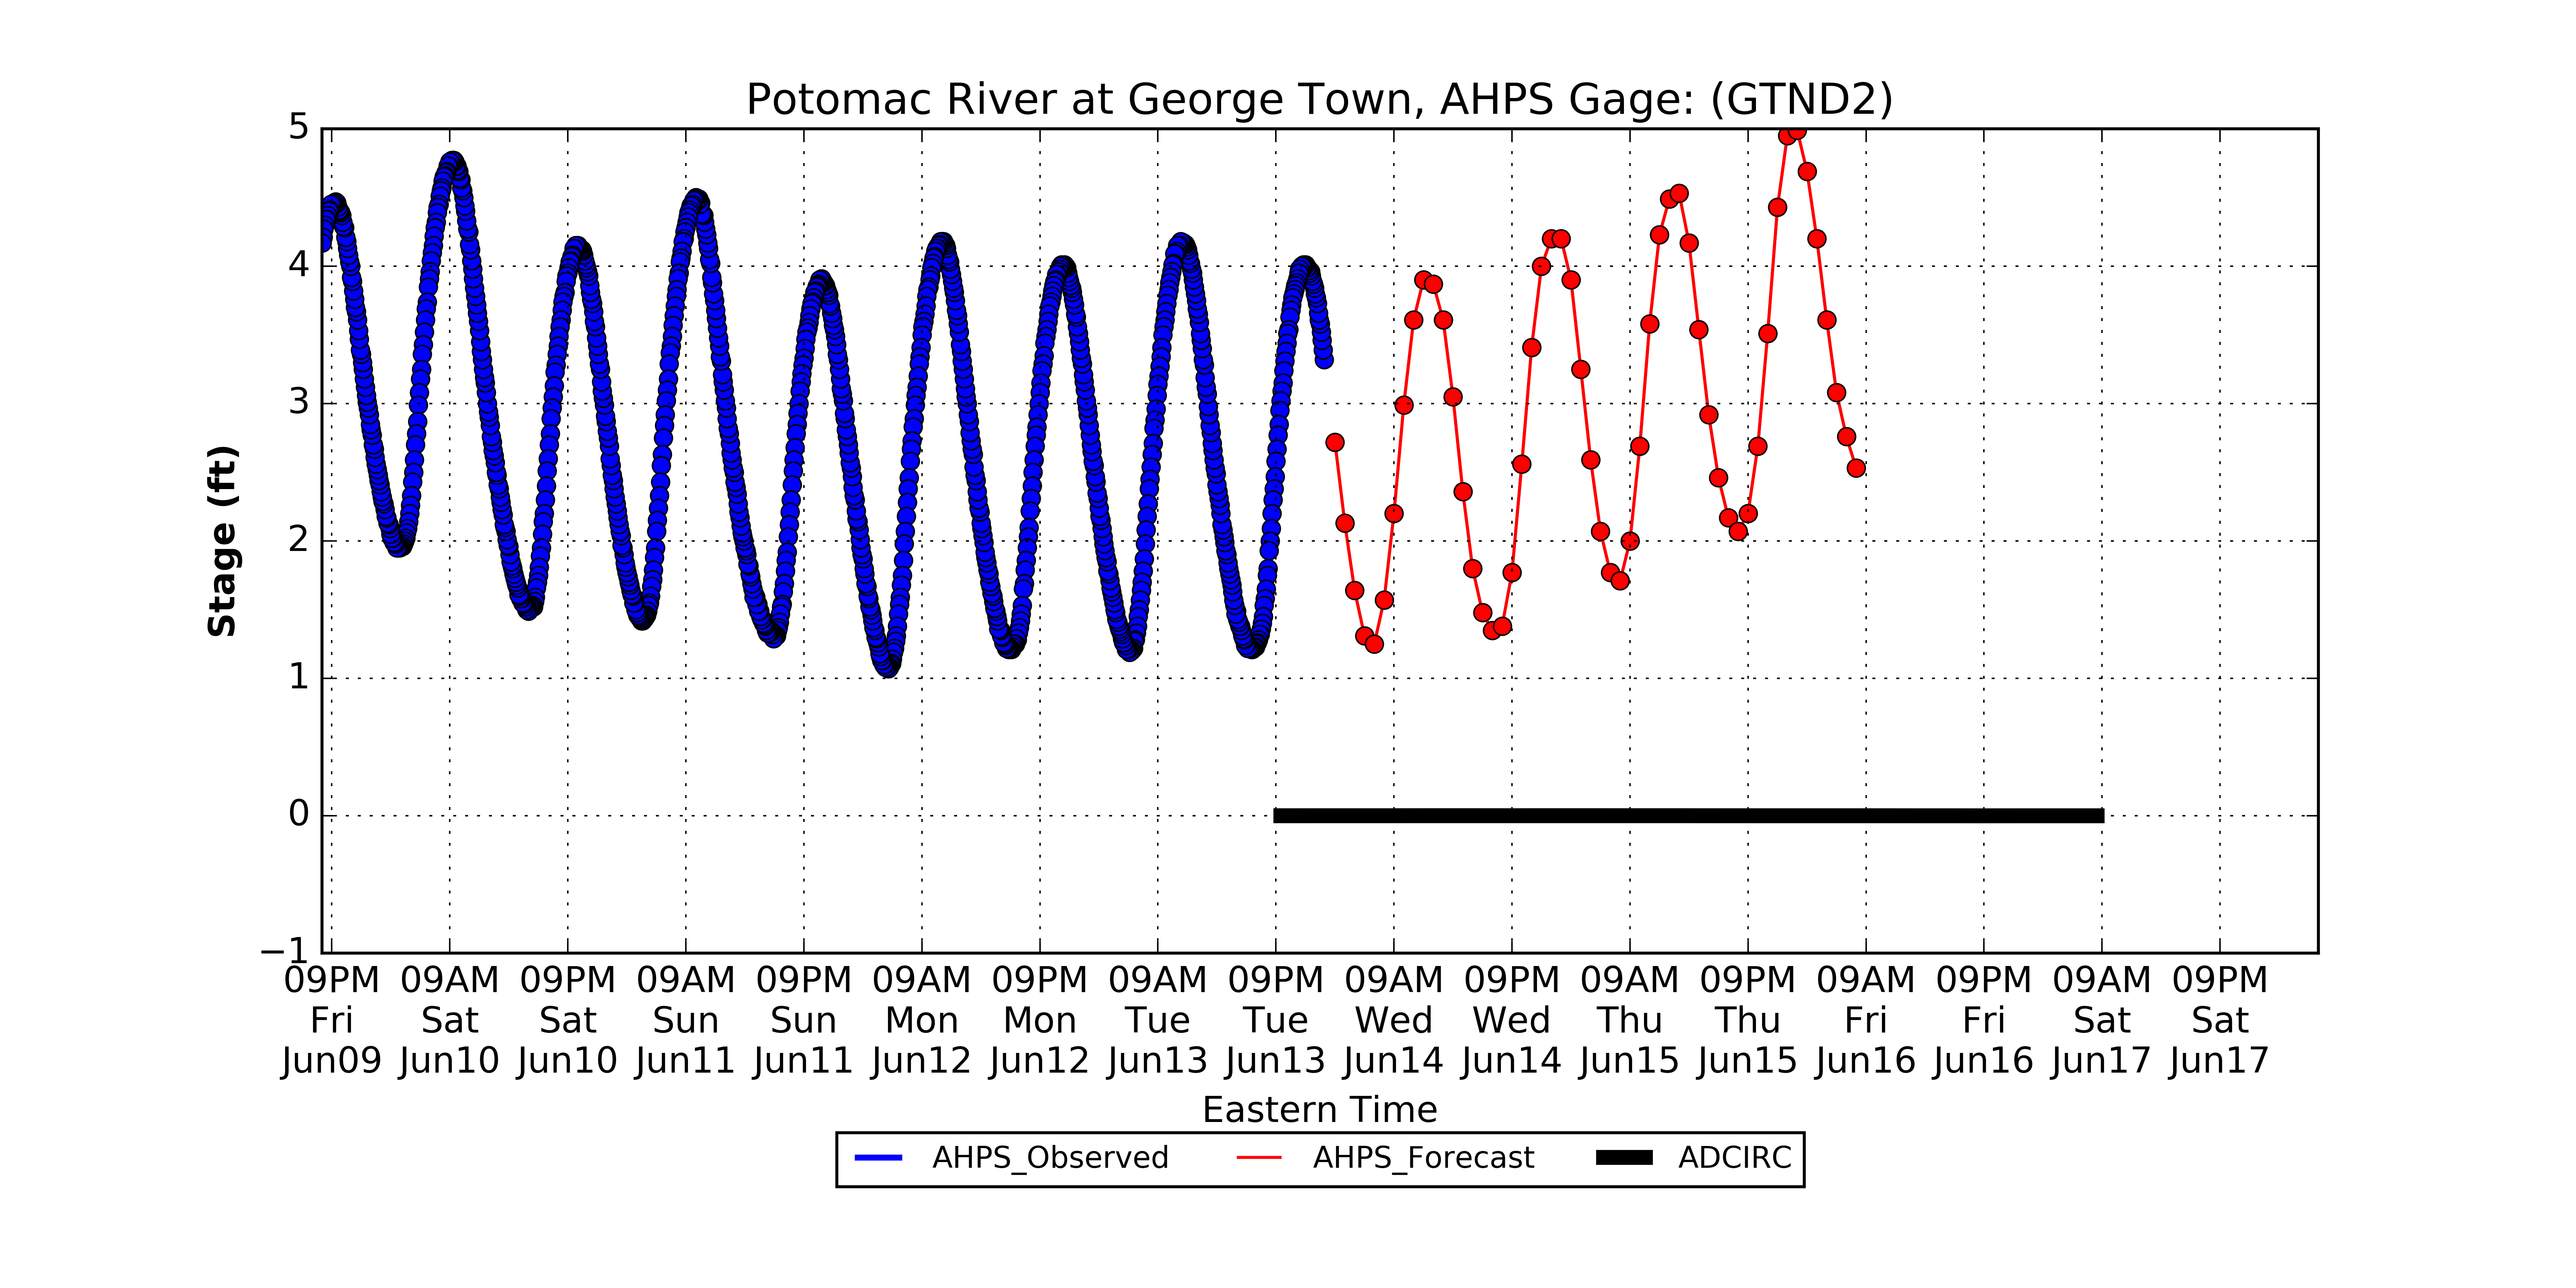 Potomac River at George Town, AHPS Gage: (GTND2)
5
4
3
2
1
0
−1
Stage (ft)
09PM 09AM 09PM 09AM 09PM 09AM 09PM 09AM 09PM 09AM 09PM 09AM 09PM 09AM 09PM 09AM 09PM
Fri Sat Sat Sun Sun Mon Mon Tue Tue Wed Wed Thu Thu Fri Fri Sat Sat
Jun09 Jun10 Jun10 Jun11 Jun11 Jun12 Jun12 Jun13 Jun13 Jun14 Jun14 Jun15 Jun15 Jun16 Jun16 Jun17 Jun17
Eastern Time
AHPS_Observed AHPS_Forecast ADCIRC